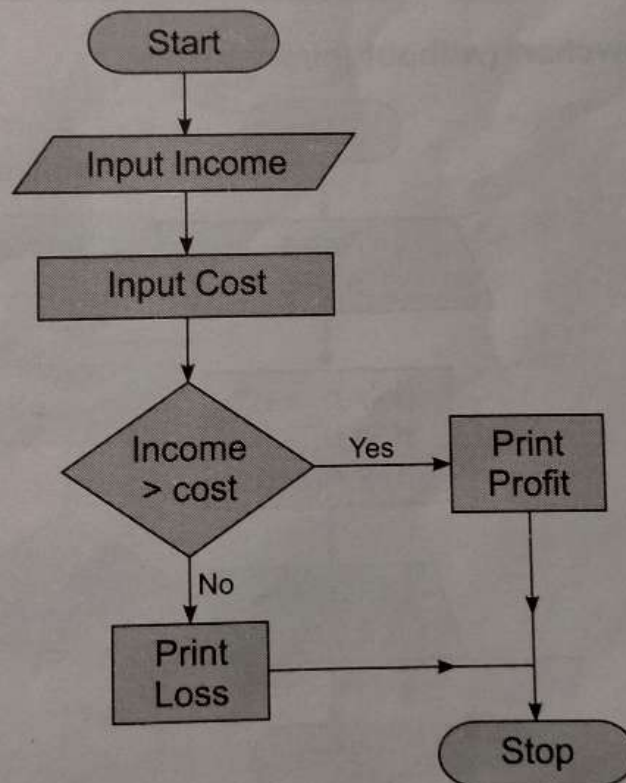 Start
Input Income
Input Cost
Income
> cost
Yes
Print
Profit
No
Print
Loss
Stop